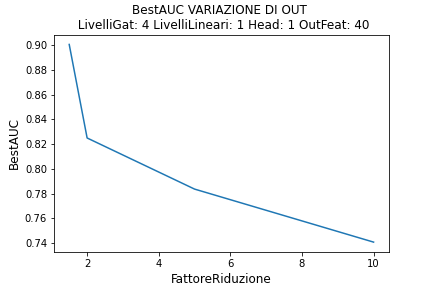 BestAUC VARIAZIONE DI OUT
LivelliGat: 4 LivelliLineari: 1 Head: 1 OutFeat: 40
BestAUC
0.90
0.88
0.86
0.84
0.82
0.80
0.78
0.76
0.74
2 4 6 8 10
FattoreRiduzione